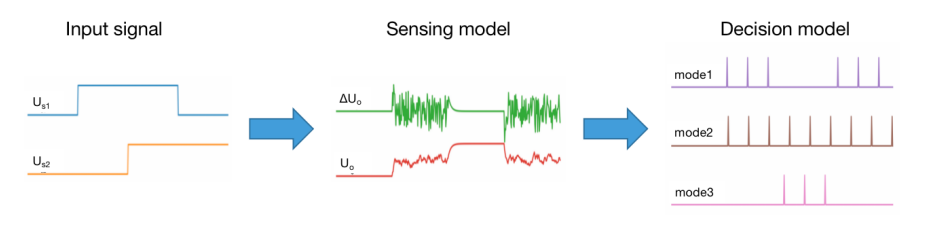 Input signal
Sensing model
Decision model
Us1
Us2
ΔUo
Uo
mode1
mode2
mode3